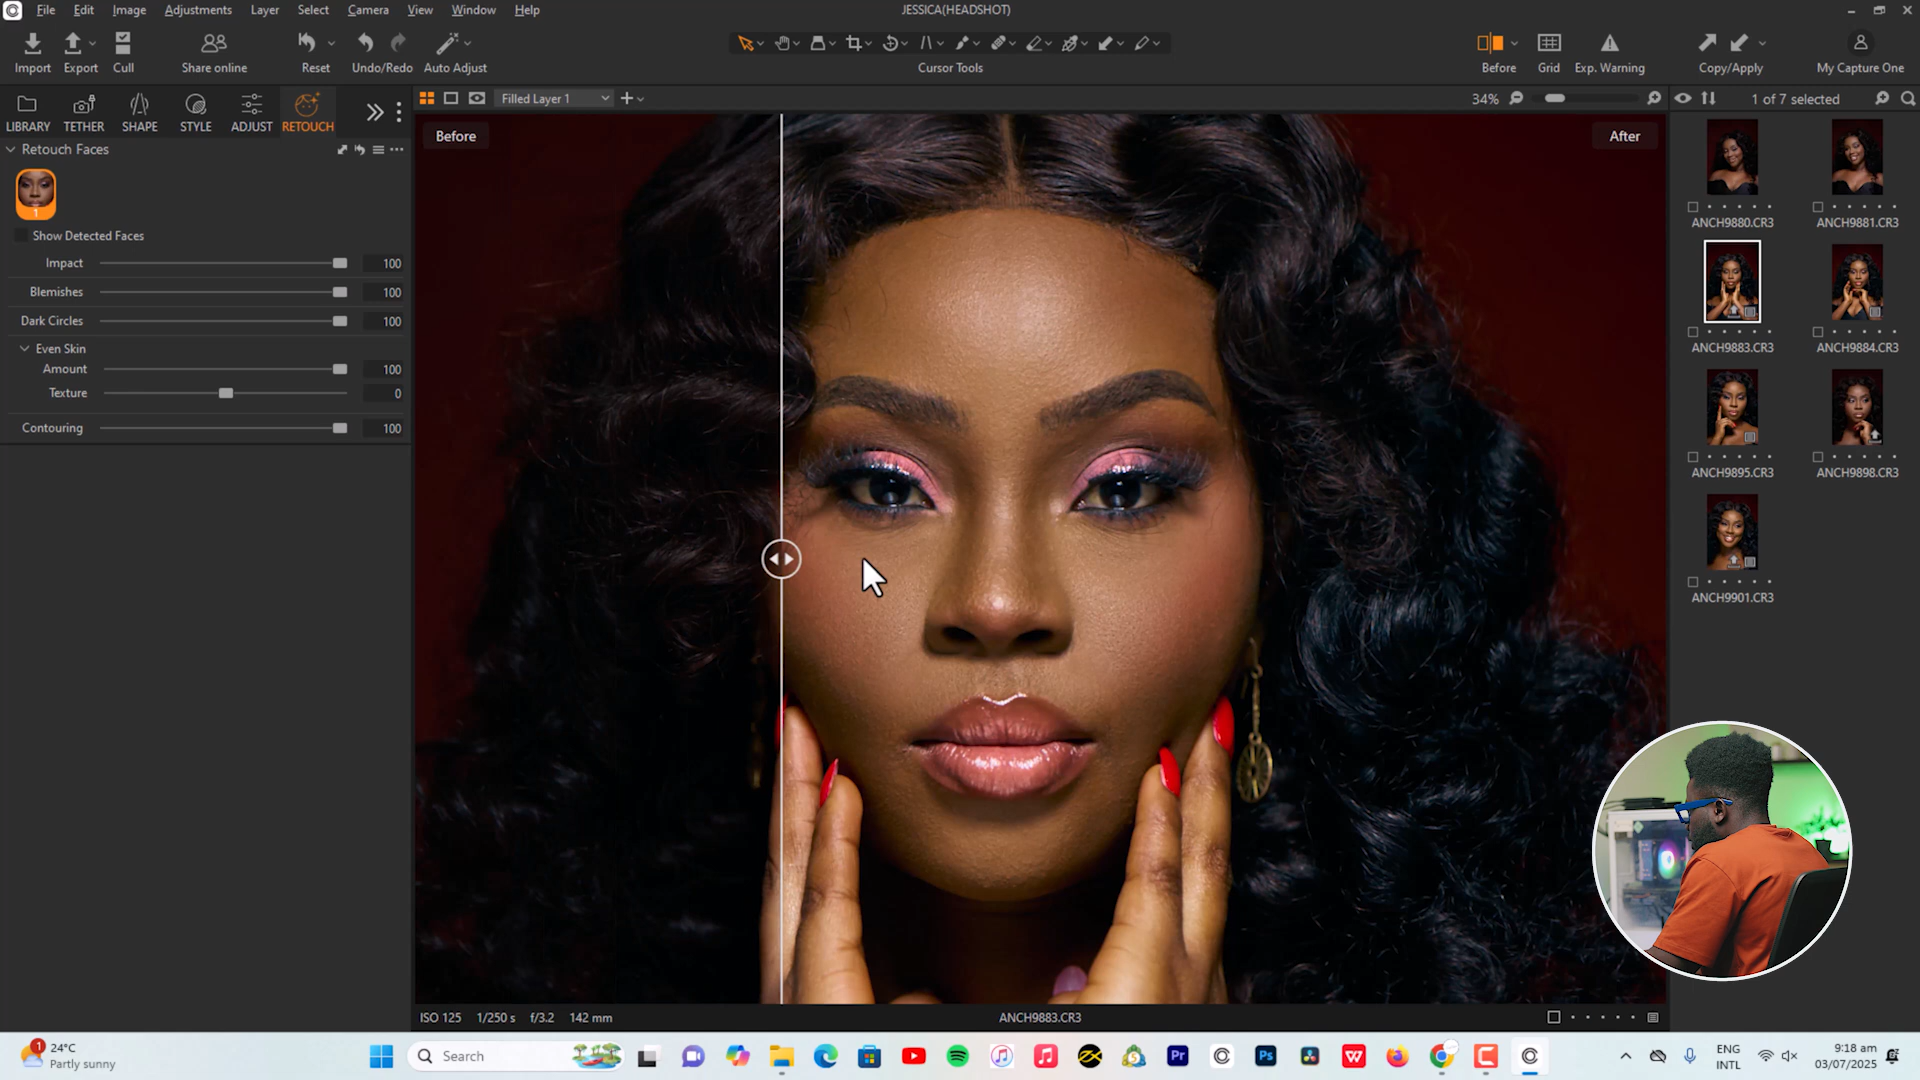 File Edit Image Adjustments Layer Select Camera View Window Help
JESSICA(HEADSHOT)
Import Export Cull Share online Reset Undo/Redo Auto Adjust
Cursor Tools
Before Grid Exp. Warning Copy/Apply My Capture One
LIBRARY TETHER SHAPE STYLE ADJUST RETOUCH
Filled Layer 1
34%
1 of 7 selected
Retouch Faces
1
Show Detected Faces
Impact 100
Blemishes 100
Dark Circles 100
Even Skin
Amount 100
Texture 0
Contouring 100
Before
After
ANCH9880.CR3 ANCH9881.CR3
ANCH9883.CR3 ANCH9884.CR3
ANCH9895.CR3 ANCH9898.CR3
ANCH9901.CR3
ISO 125 1/250 s f/3.2 142 mm
ANCH9883.CR3
1
24°C
Partly sunny
Search
Pr
Ps
ENG
INTL
9:18 am
03/07/2025